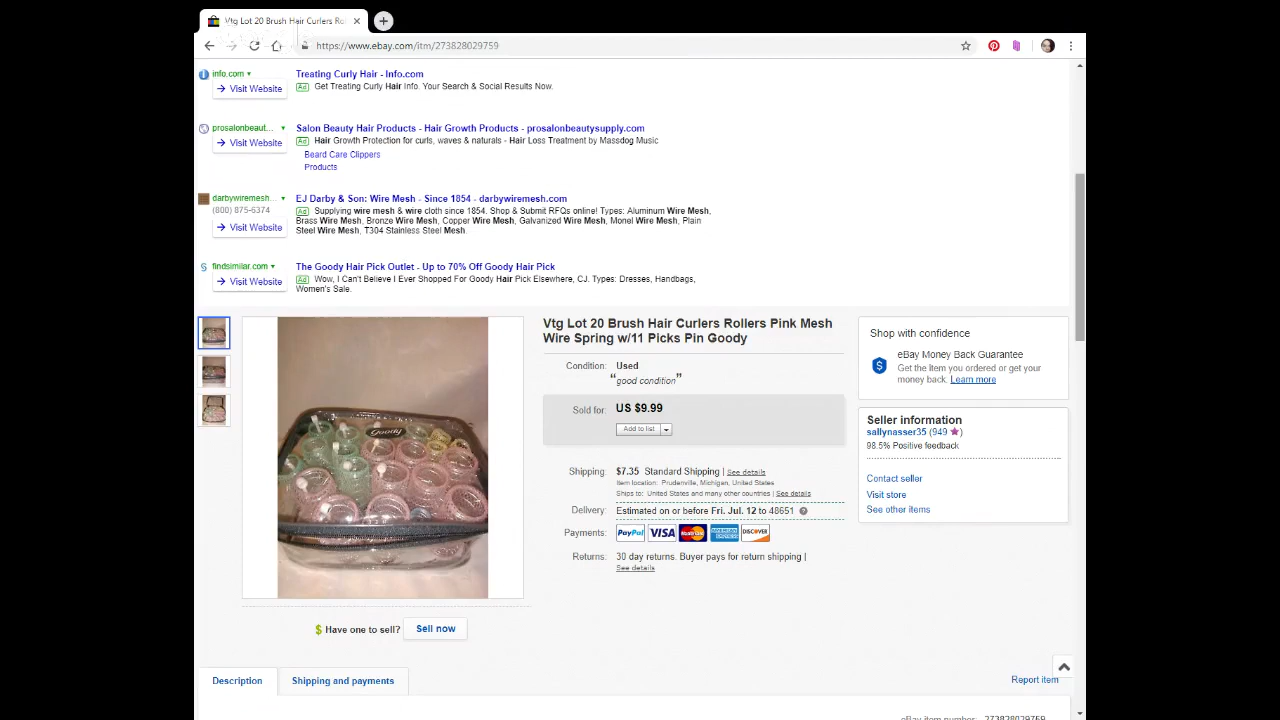 Vtg Lot 20 Brush Hair Curlers Rol
https://www.ebay.com/itm/273828029759
info.com
Treating Curly Hair - Info.com
Visit Website
Ad Get Treating Curly Hair Info. Your Search & Social Results Now.
prosalonbeaut...
Salon Beauty Hair Products - Hair Growth Products - prosalonbeautysupply.com
Visit Website
Ad Hair Growth Protection for curls, waves & naturals - Hair Loss Treatment by Massdog Music
Beard Care Clippers
Products
darbywiremesh...
EJ Darby & Son: Wire Mesh - Since 1854 - darbywiremesh.com
(800) 875-6374
Ad Supplying wire mesh & wire cloth since 1854. Shop & Submit RFQs online! Types: Aluminum Wire Mesh,
Brass Wire Mesh, Bronze Wire Mesh, Copper Wire Mesh, Galvanized Wire Mesh, Monel Wire Mesh, Plain
Visit Website
Steel Wire Mesh, T304 Stainless Steel Mesh.
findsimilar.com
The Goody Hair Pick Outlet - Up to 70% Off Goody Hair Pick
Visit Website
Ad Wow, I Can't Believe I Ever Shopped For Goody Hair Pick Elsewhere, CJ. Types: Dresses, Handbags,
Women's Sale.
Goody
Vtg Lot 20 Brush Hair Curlers Rollers Pink Mesh
Wire Spring w/11 Picks Pin Goody
Condition: Used
“good condition”
Sold for: US $9.99
Add to list
Shipping: $7.35 Standard Shipping | See details
Item location: Prudenville, Michigan, United States
Ships to: United States and many other countries | See details
Delivery: Estimated on or before Fri. Jul. 12 to 48651
Payments: PayPal VISA MasterCard AMERICAN EXPRESS DISCOVER
Returns: 30 day returns. Buyer pays for return shipping |
See details
Shop with confidence
eBay Money Back Guarantee
Get the item you ordered or get your
money back. Learn more
Seller information
sallynasser35 (949)
98.5% Positive feedback
Contact seller
Visit store
See other items
$ Have one to sell? Sell now
Description
Shipping and payments
Report item
eBay item number: 273828029759